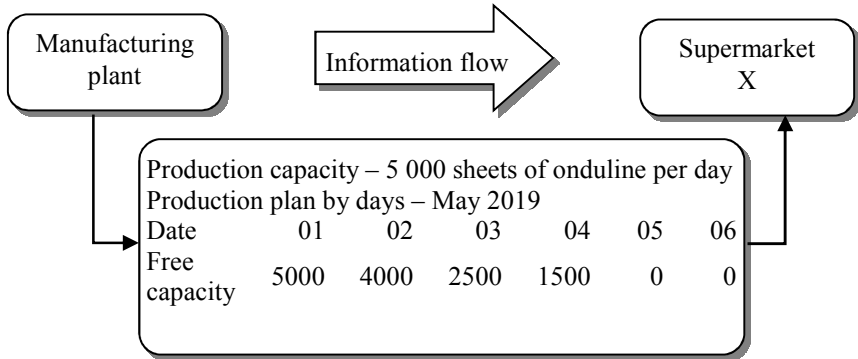 Manufacturing
plant
Information flow
Supermarket
X
Production capacity – 5 000 sheets of onduline per day
Production plan by days – May 2019
Date 01 02 03 04 05 06
Free
capacity 5000 4000 2500 1500 0 0